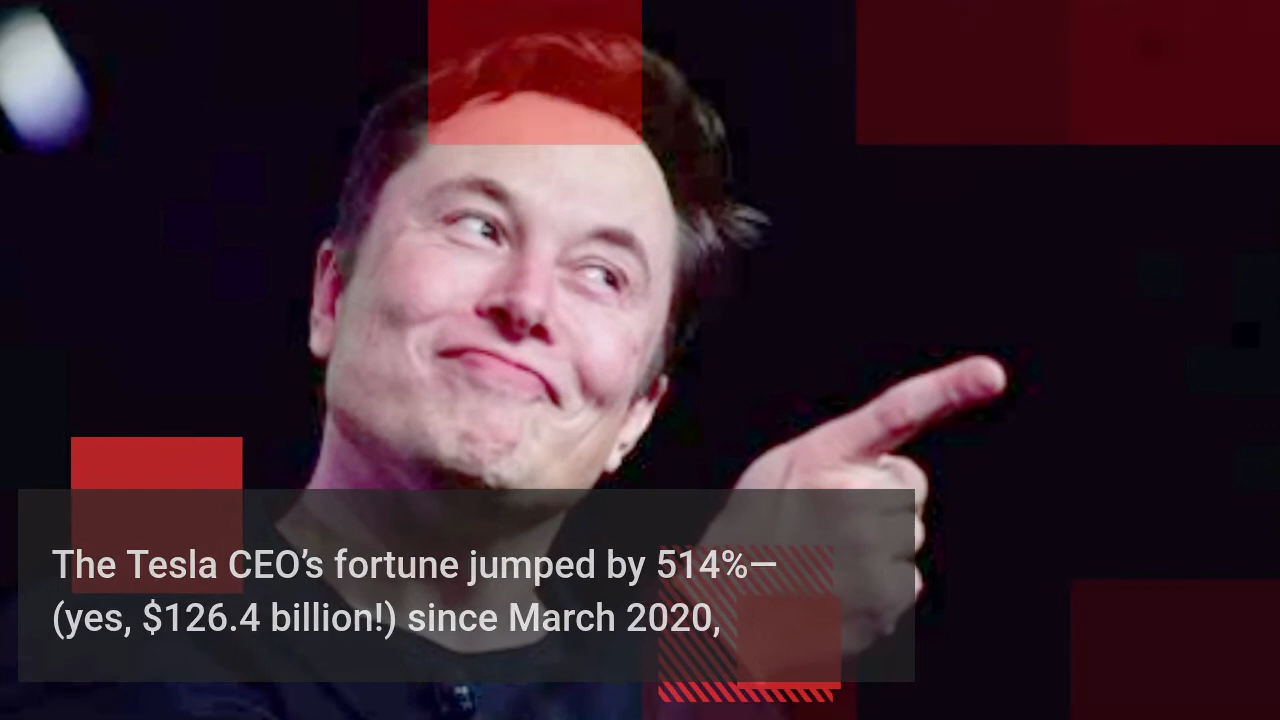 The Tesla CEO’s fortune jumped by 514%—
(yes, $126.4 billion!) since March 2020,